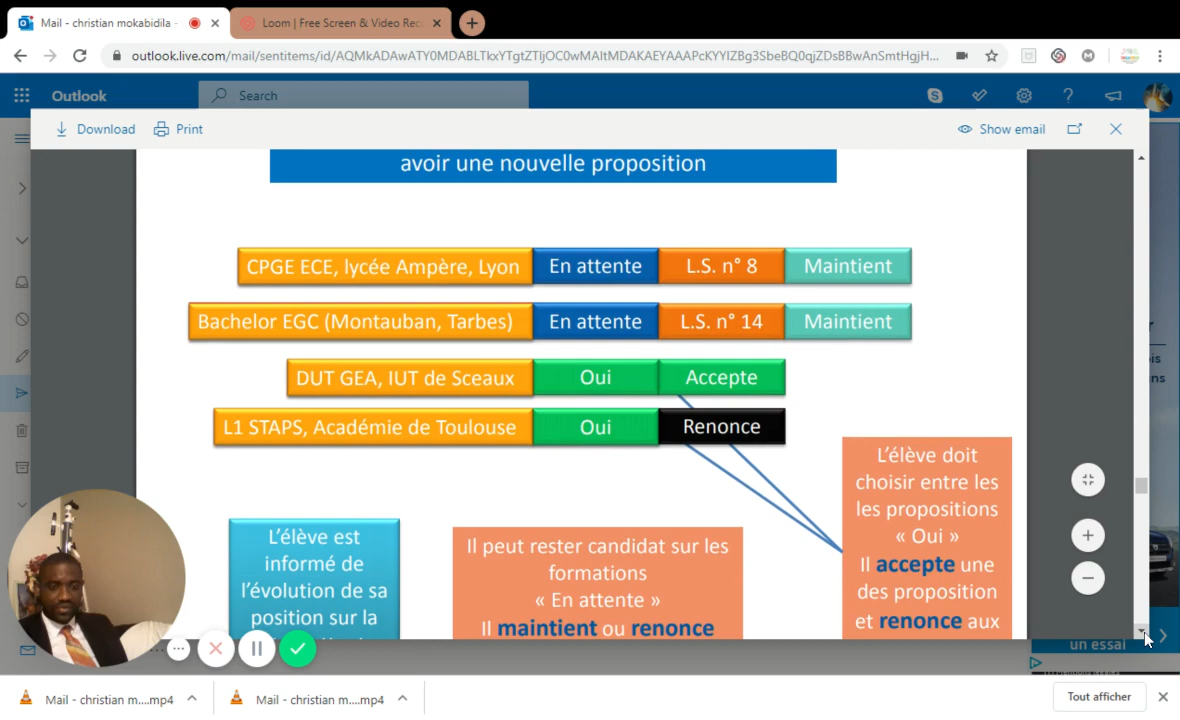 Mail - christian mokabidila -
Loom | Free Screen & Video Rec
outlook.live.com/mail/sentitems/id/AQMkADAwATY0MDABLTkxYTgtZTljOC0wMAItMDAKAEYAAAPcKYYIZBg3SbeBQ0qjZDsBBwAnSmtHgjH...
Outlook
Search
Download
Print
Show email
avoir une nouvelle proposition
CPGE ECE, lycée Ampère, Lyon En attente L.S. n° 8 Maintient
Bachelor EGC (Montauban, Tarbes) En attente L.S. n° 14 Maintient
DUT GEA, IUT de Sceaux Oui Accepte
L1 STAPS, Académie de Toulouse Oui Renonce
L'élève doit
choisir entre les
les propositions
« Oui »
Il accepte une
des proposition
et renonce aux
L'élève est
informé de
l'évolution de sa
position sur la
Il peut rester candidat sur les
formations
« En attente »
Il maintient ou renonce
un essai
Mail - christian m....mp4
Mail - christian m....mp4
Tout afficher